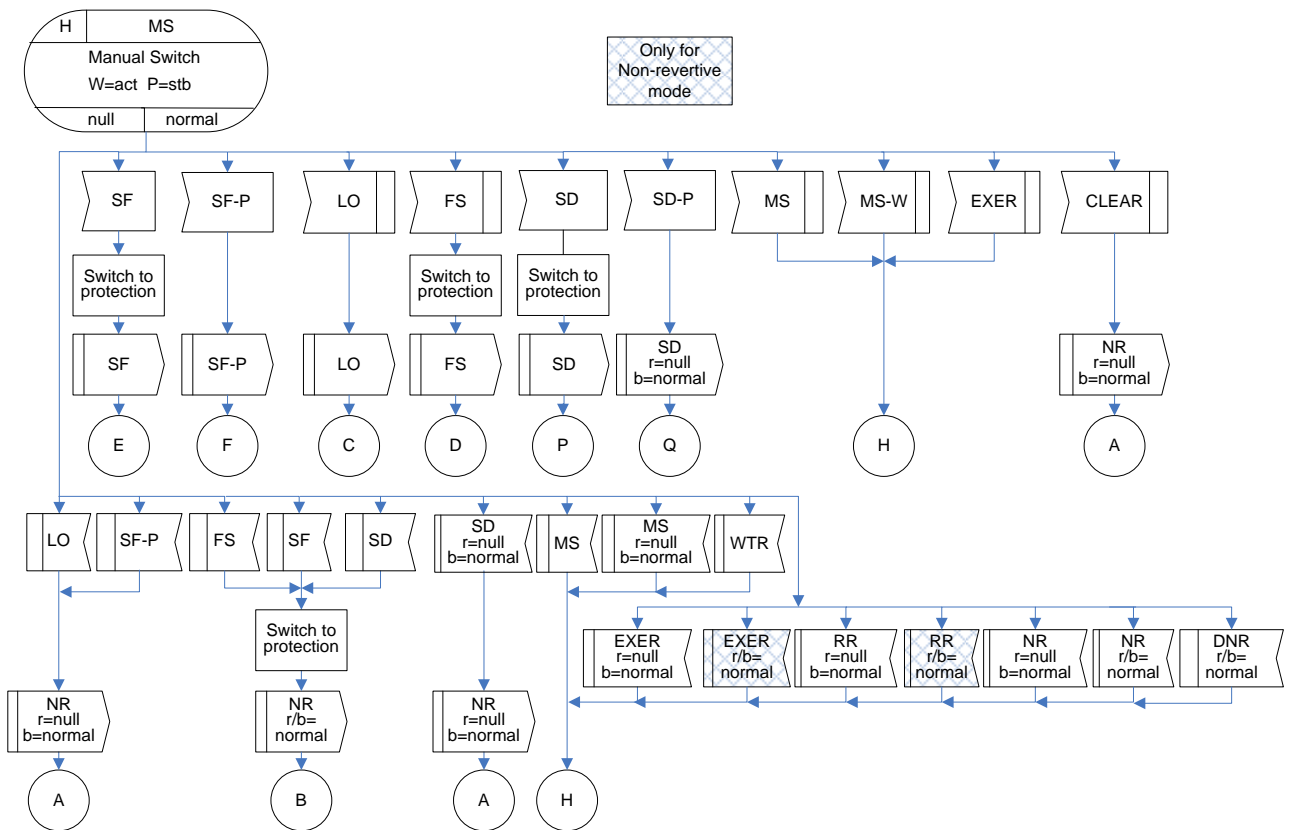 H MS
Manual Switch
W=act P=stb
null normal
Only for
Non-revertive
mode
SF SF-P LO FS SD SD-P MS MS-W EXER CLEAR
Switch to
protection
Switch to
protection
Switch to
protection
SF SF-P LO FS SD
SD
r=null
b=normal
NR
r=null
b=normal
E F C D P Q H A
LO SF-P FS SF SD
SD
r=null
b=normal
MS
MS
r=null
b=normal
WTR
Switch to
protection
EXER
r=null
b=normal
EXER
r/b=
normal
RR
r=null
b=normal
RR
r/b=
normal
NR
r=null
b=normal
NR
r/b=
normal
DNR
r/b=
normal
NR
r=null
b=normal
NR
r/b=
normal
NR
r=null
b=normal
A B A H